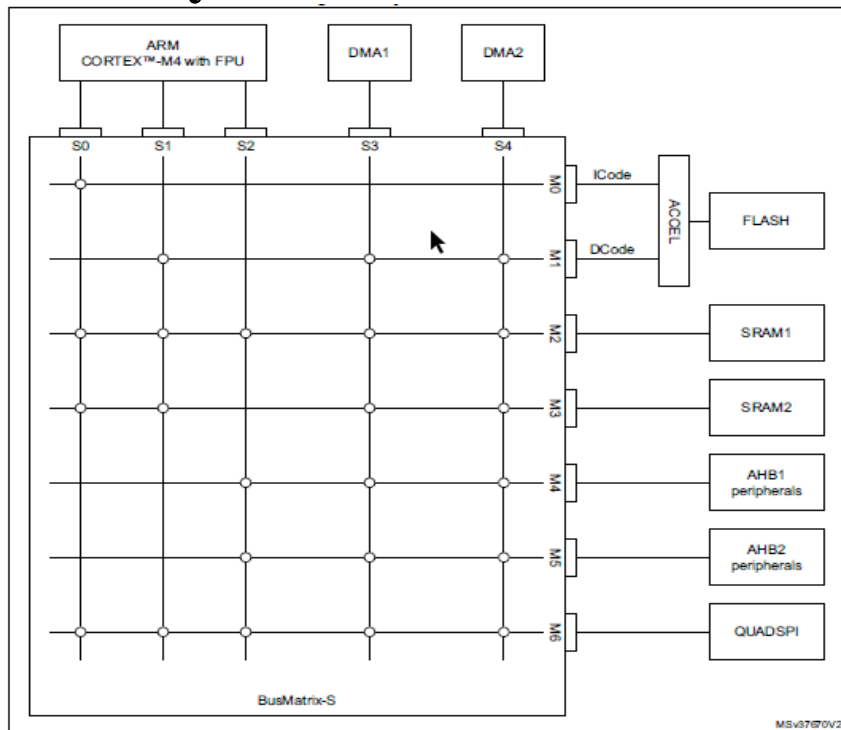 ARM
CORTEX™-M4 with FPU
DMA1
DMA2
S0
S1
S2
S3
S4
M0
ICode
ACCEL
FLASH
M1
DCode
M2
SRAM1
M3
SRAM2
M4
AHB1
peripherals
M5
AHB2
peripherals
M6
QUADSPI
BusMatrix-S
MSv37670V2